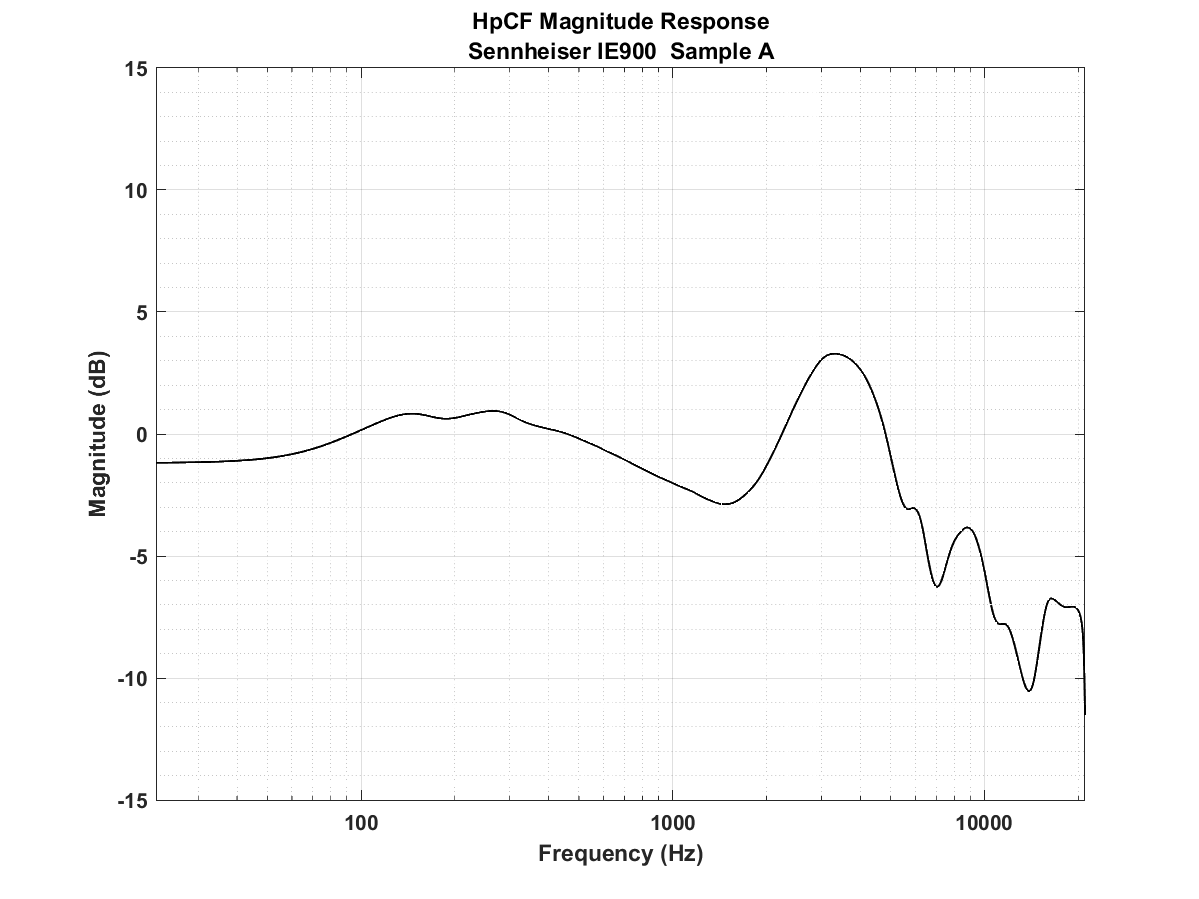 HpCF Magnitude Response
Sennheiser IE900  Sample A
15
10
5
0
-5
-10
-15
Magnitude (dB)
100
1000
10000
Frequency (Hz)